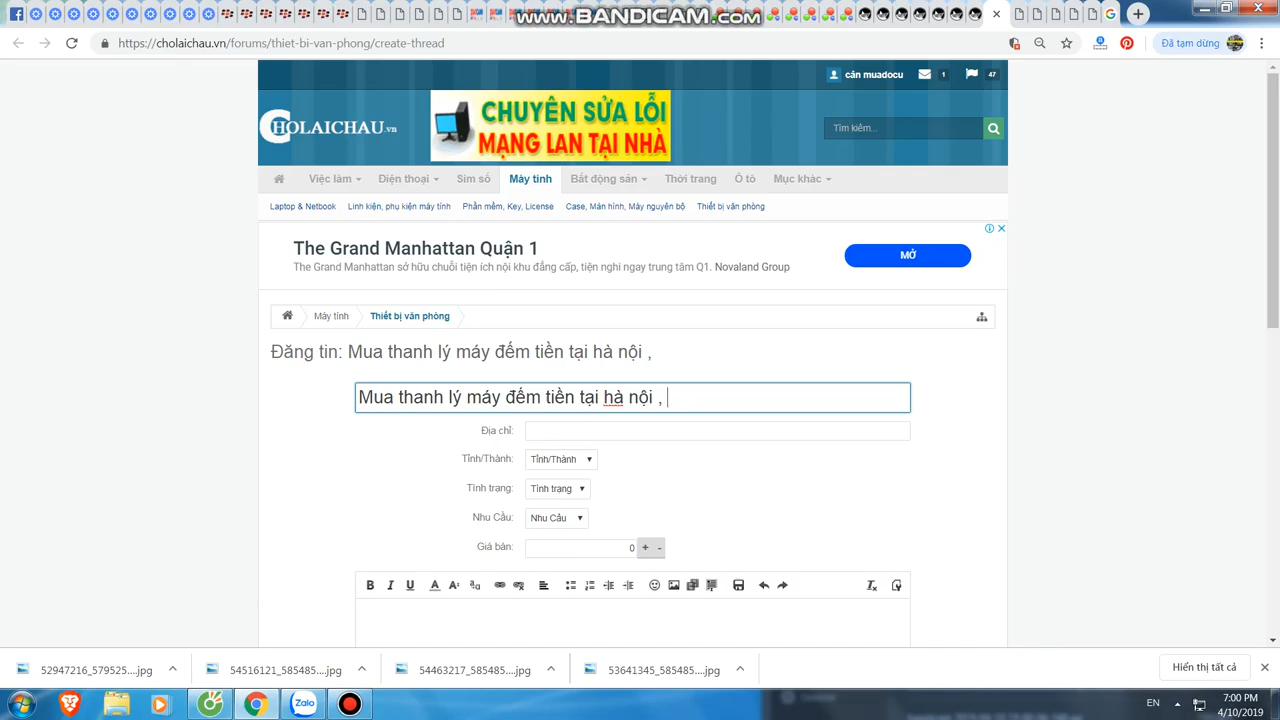 WWW.BANDICAM.COM
https://cholaichau.vn/forums/thiet-bi-van-phong/create-thread
Đã tạm dừng
cân muadocu
1
47
CHOLAICHAU.vn
CHUYÊN SỬA LỖI
MẠNG LAN TẠI NHÀ
Tìm kiếm...
Việc làm
Điện thoại
Sim số
Máy tính
Bất động sản
Thời trang
Ô tô
Mục khác
Laptop & Netbook
Linh kiện, phụ kiện máy tính
Phần mềm, Key, License
Case, Màn hình, Máy nguyên bộ
Thiết bị văn phòng
The Grand Manhattan Quận 1
The Grand Manhattan sở hữu chuỗi tiện ích nội khu đẳng cấp, tiện nghi ngay trung tâm Q1. Novaland Group
MỞ
Máy tính
Thiết bị văn phòng
Đăng tin: Mua thanh lý máy đếm tiền tại hà nội ,
Mua thanh lý máy đếm tiền tại hà nội ,
Địa chỉ:
Tỉnh/Thành:
Tỉnh/Thành
Tình trạng:
Tình trạng
Nhu Cầu:
Nhu Cầu
Giá bán:
0
+
-
B I U
52947216_579525....jpg
54516121_585485....jpg
54463217_585485....jpg
53641345_585485....jpg
Hiển thị tất cả
Zalo
EN
7:00 PM
4/10/2019